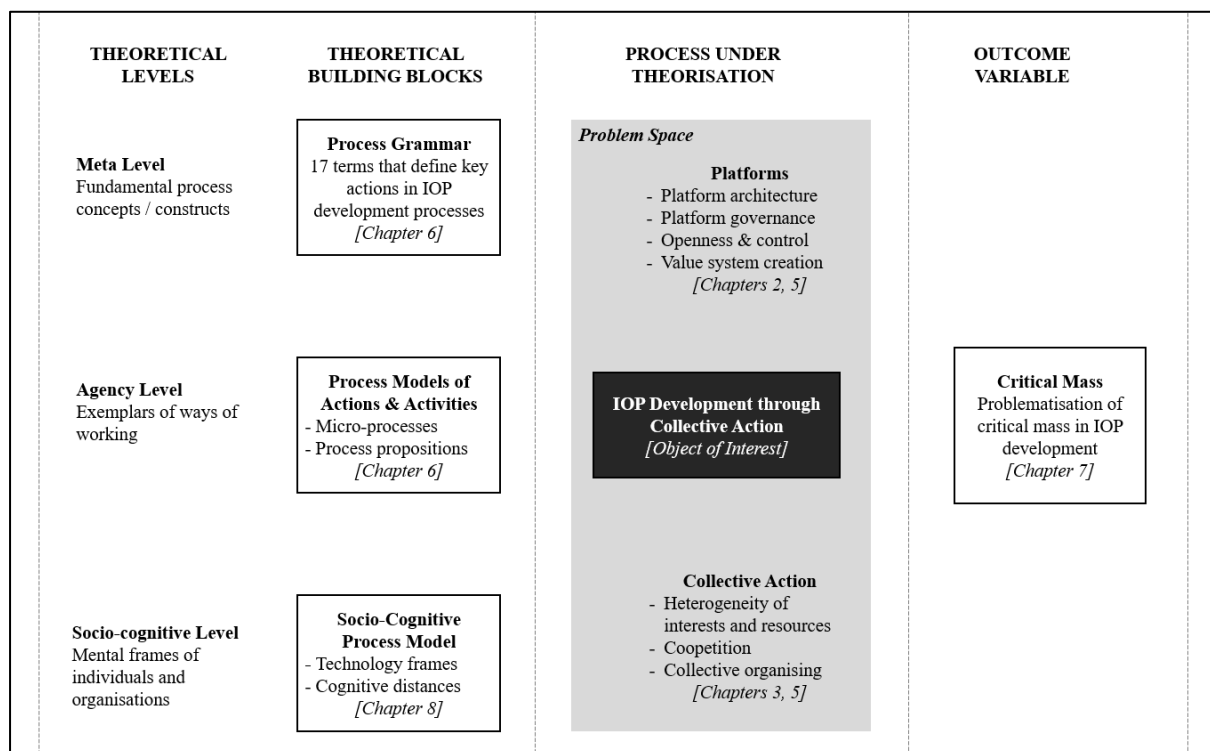 THEORETICAL
LEVELS
THEORETICAL
BUILDING BLOCKS
PROCESS UNDER
THEORISATION
OUTCOME
VARIABLE
Meta Level
Fundamental process
concepts / constructs
Process Grammar
17 terms that define key
actions in IOP
development processes
[Chapter 6]
Problem Space
Platforms
- Platform architecture
- Platform governance
- Openness & control
- Value system creation
[Chapters 2, 5]
Agency Level
Exemplars of ways of
working
Process Models of
Actions & Activities
- Micro-processes
- Process propositions
[Chapter 6]
IOP Development through
Collective Action
[Object of Interest]
Critical Mass
Problematisation of
critical mass in IOP
development
[Chapter 7]
Socio-cognitive Level
Mental frames of
individuals and
organisations
Socio-Cognitive
Process Model
- Technology frames
- Cognitive distances
[Chapter 8]
Collective Action
- Heterogeneity of
interests and resources
- Coopetition
- Collective organising
[Chapters 3, 5]